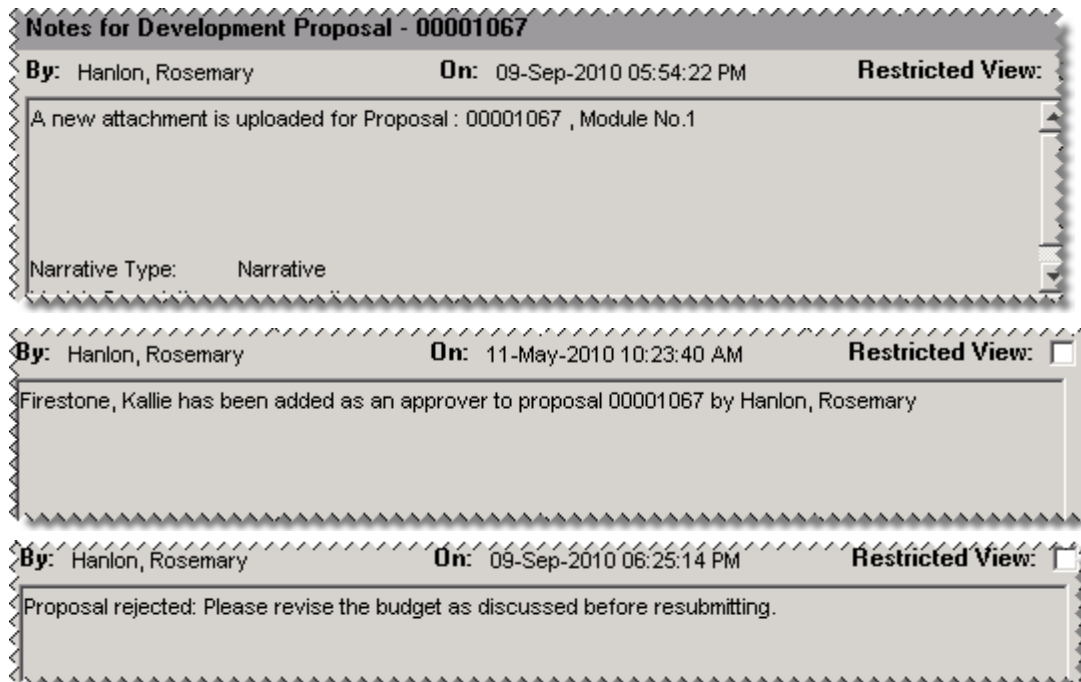 Notes for Development Proposal - 00001067
By: Hanlon, Rosemary On: 09-Sep-2010 05:54:22 PM Restricted View:
A new attachment is uploaded for Proposal : 00001067 , Module No.1
Narrative Type: Narrative
By: Hanlon, Rosemary On: 11-May-2010 10:23:40 AM Restricted View:
Firestone, Kallie has been added as an approver to proposal 00001067 by Hanlon, Rosemary
By: Hanlon, Rosemary On: 09-Sep-2010 06:25:14 PM Restricted View:
Proposal rejected: Please revise the budget as discussed before resubmitting.